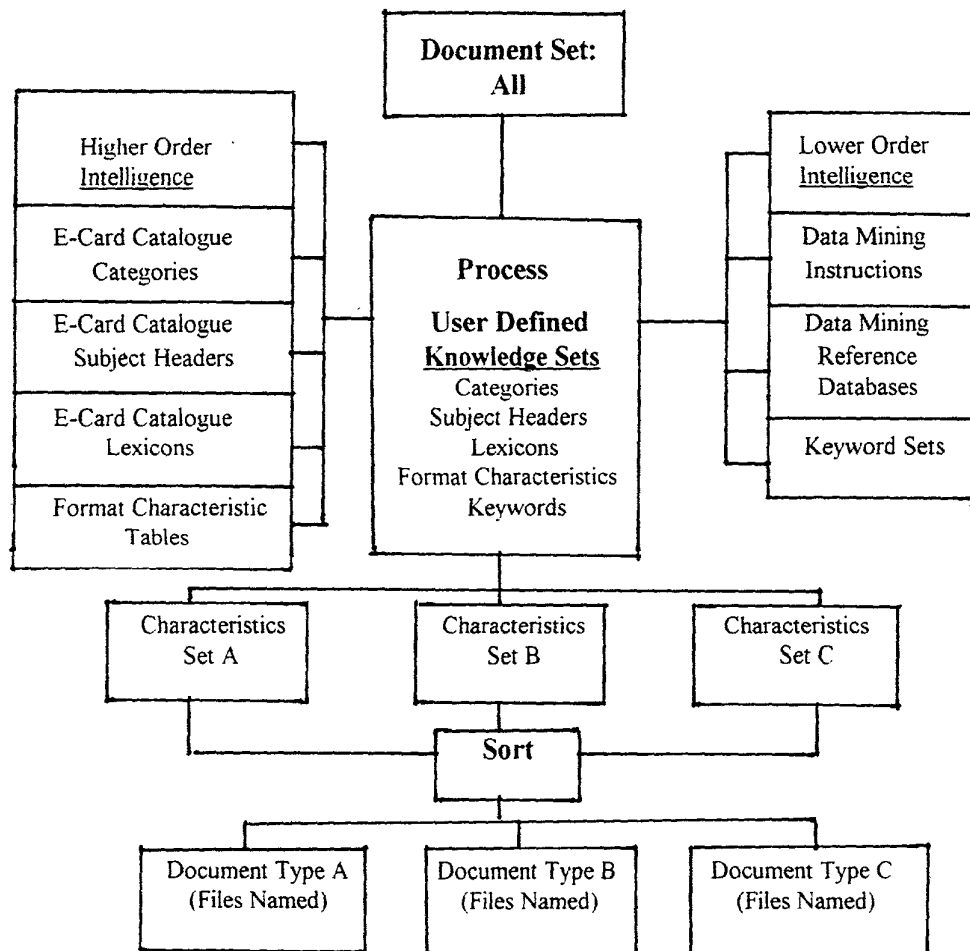 Document Set:
All
Higher Order
Intelligence
E-Card Catalogue
Categories
E-Card Catalogue
Subject Headers
E-Card Catalogue
Lexicons
Format Characteristic
Tables
Process
User Defined
Knowledge Sets
Categories
Subject Headers
Lexicons
Format Characteristics
Keywords
Lower Order
Intelligence
Data Mining
Instructions
Data Mining
Reference
Databases
Keyword Sets
Characteristics
Set A
Characteristics
Set B
Characteristics
Set C
Sort
Document Type A
(Files Named)
Document Type B
(Files Named)
Document Type C
(Files Named)